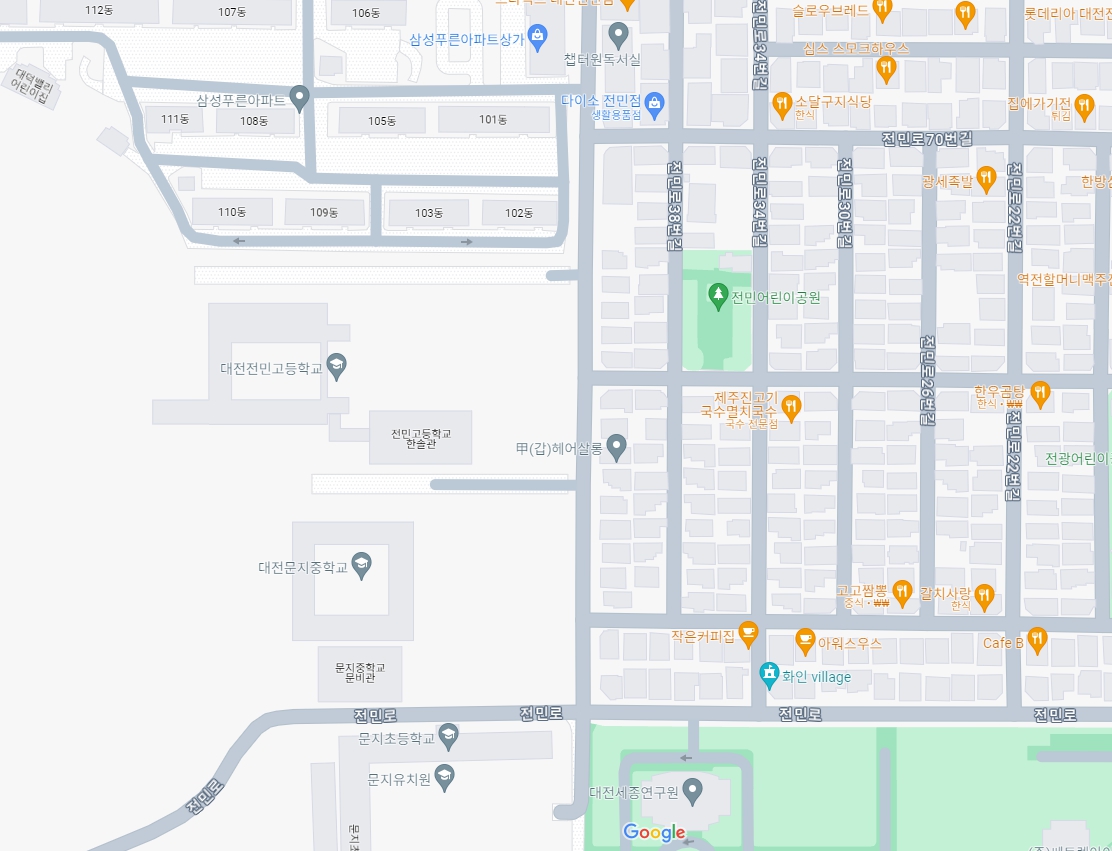 112동
107동
106동
슬로우브레드
롯데리아 대전전
삼성푸른아파트상가
챕터원독서실
전민로34번길
심스 스모크하우스
대덕밸리
어린이집
삼성푸른아파트
다이소 전민점
생활용품점
소달구지식당
한식
집에가기전
튀김
111동
108동
105동
101동
전민로70번길
전민로38번길
전민로34번길
전민로30번길
광세족발
전민로22번길
한방삼
110동
109동
103동
102동
전민어린이공원
역전할머니맥주
대전전민고등학교
전민로26번길
제주진고기
국수멸치국수
국수 전문점
한우곰탕
한식·₩₩
전민고등학교
한솔관
甲(갑)헤어살롱
전민로22번길
전광어린이공
대전문지중학교
고고짬뽕
중식·₩₩
갈치사랑
한식
작은커피집
아워스우스
Cafe B
문지중학교
문비관
화인 village
전민로
전민로
전민로
전민로
문지초등학교
문지유치원
전민로
대전세종연구원
문지초
Google